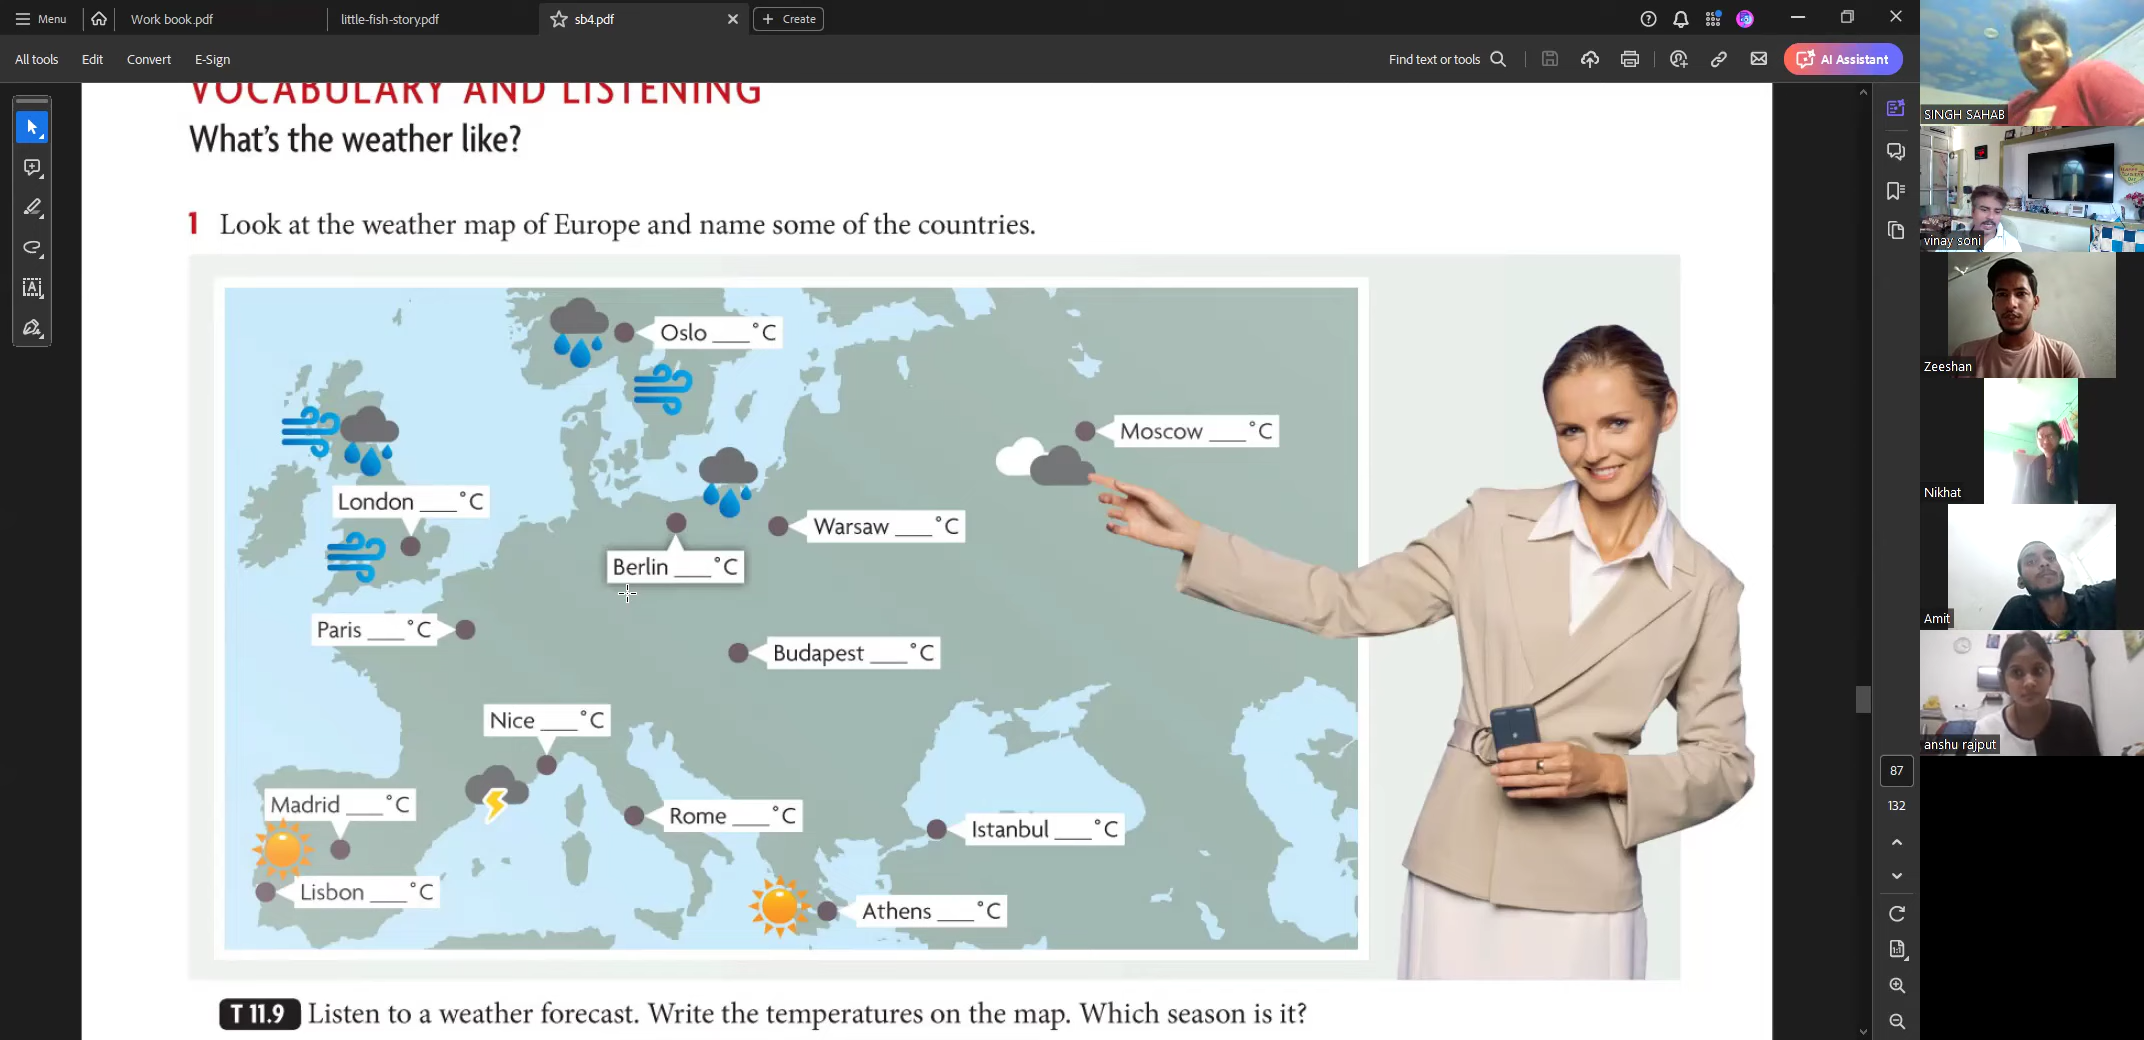 Menu
Work book.pdf
little-fish-story.pdf
sb4.pdf
Create
All tools
Edit
Convert
E-Sign
Find text or tools
AI Assistant
VOCABULARY AND LISTENING
What's the weather like?
1 Look at the weather map of Europe and name some of the countries.
Oslo ___°C
Moscow ___°C
London ___°C
Warsaw ___°C
Berlin ___°C
Paris ___°C
Budapest ___°C
Nice ___°C
Madrid ___°C
Rome ___°C
Istanbul ___°C
Lisbon ___°C
Athens ___°C
T 11.9 Listen to a weather forecast. Write the temperatures on the map. Which season is it?
87
132
SINGH SAHAB
vinay soni
Zeeshan
Nikhat
Amit
anshu rajput